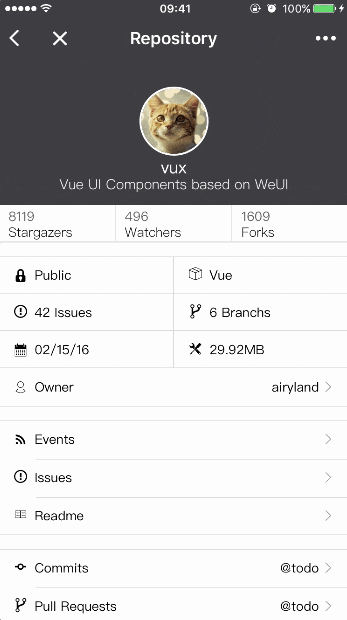 09:41
100%
Repository
vux
Vue UI Components based on WeUI
8119 496 1609
Stargazers Watchers Forks
Public Vue
42 Issues 6 Branchs
02/15/16 29.92MB
Owner airyland
Events
Issues
Readme
Commits @todo
Pull Requests @todo